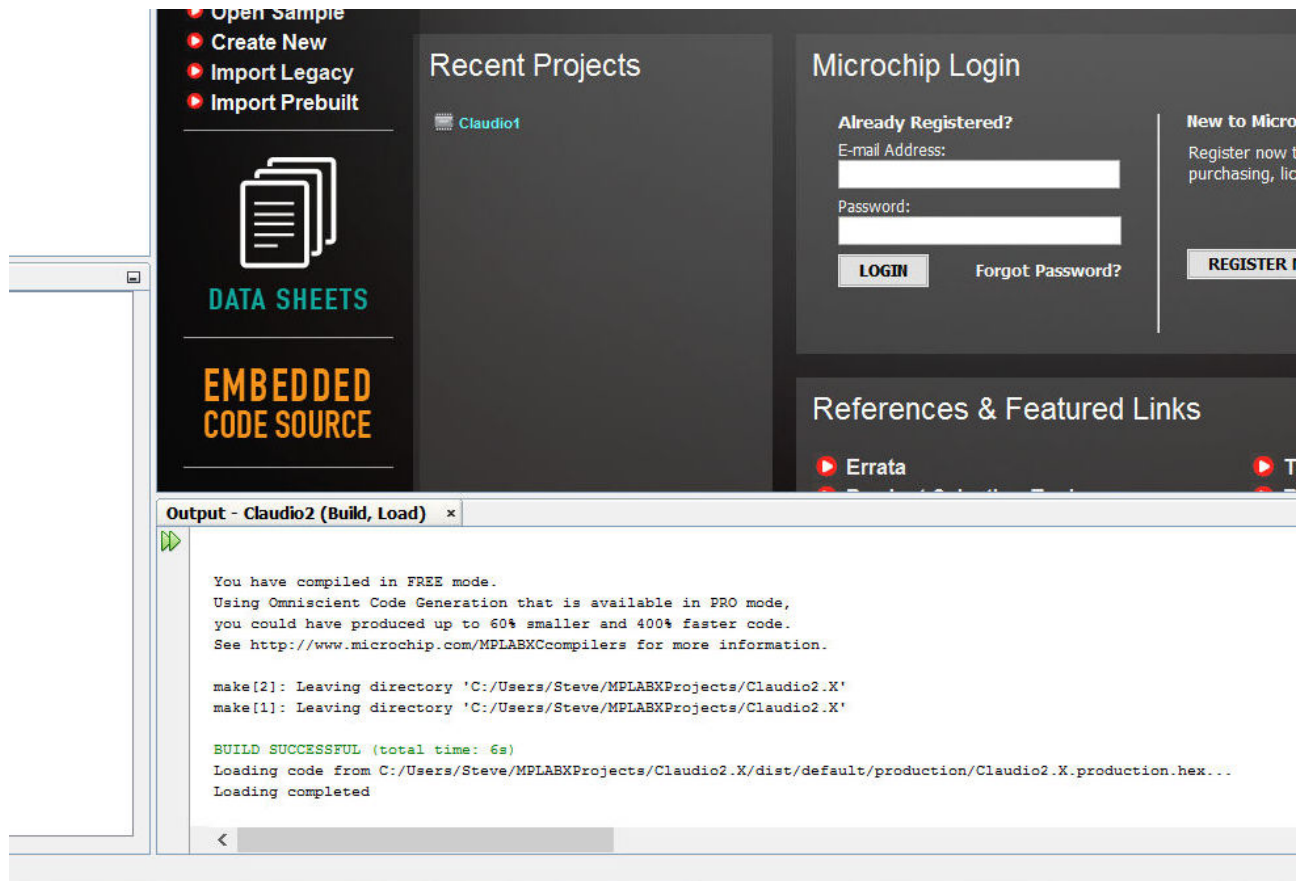 Open Sample
Create New
Import Legacy
Import Prebuilt
DATA SHEETS
EMBEDDED
CODE SOURCE
Recent Projects
Claudio1
Microchip Login
Already Registered?
E-mail Address:
Password:
LOGIN
Forgot Password?
New to Micro
Register now t
purchasing, lic
REGISTER
References & Featured Links
Errata
T
Output - Claudio2 (Build, Load) ×
You have compiled in FREE mode.
Using Omniscient Code Generation that is available in PRO mode,
you could have produced up to 60% smaller and 400% faster code.
See http://www.microchip.com/MPLABXCcompilers for more information.
make[2]: Leaving directory 'C:/Users/Steve/MPLABXProjects/Claudio2.X'
make[1]: Leaving directory 'C:/Users/Steve/MPLABXProjects/Claudio2.X'
BUILD SUCCESSFUL (total time: 6s)
Loading code from C:/Users/Steve/MPLABXProjects/Claudio2.X/dist/default/production/Claudio2.X.production.hex...
Loading completed